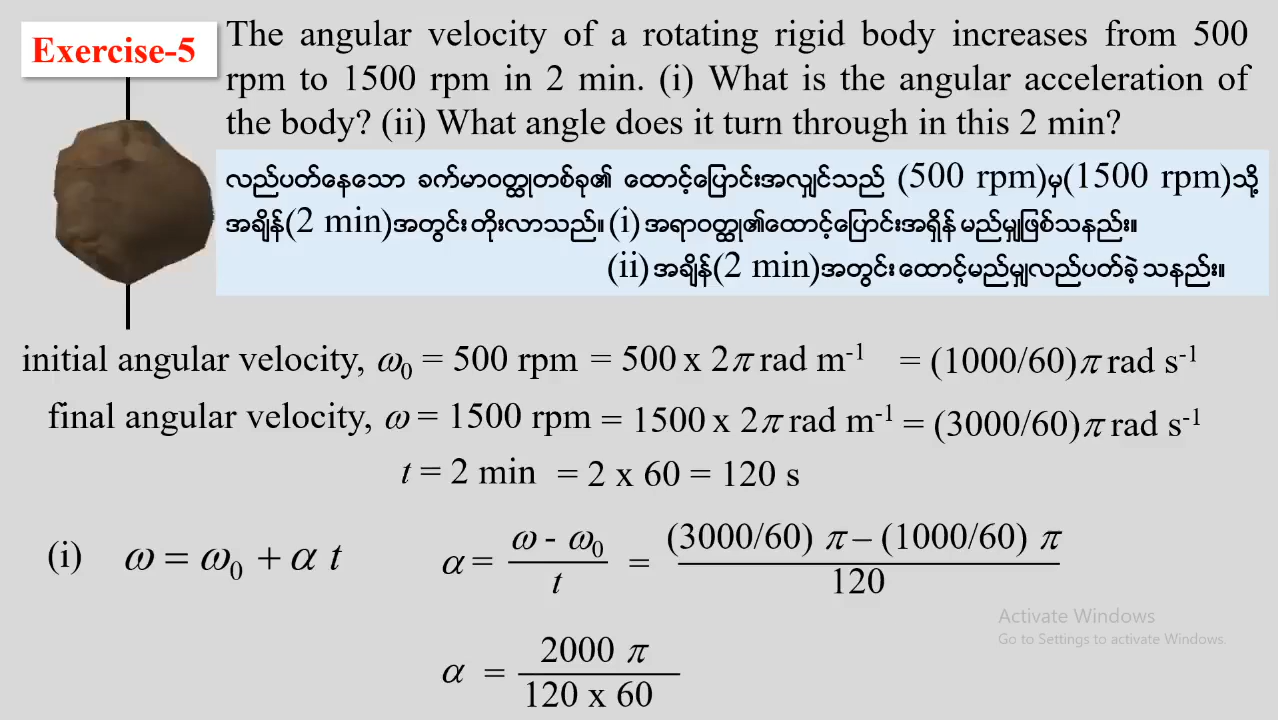 Exercise-5
The angular velocity of a rotating rigid body increases from 500
rpm to 1500 rpm in 2 min. (i) What is the angular acceleration of
the body? (ii) What angle does it turn through in this 2 min?
လည်ပတ်နေသော ခက်မာဝတ္ထုတစ်ခု၏ ထောင့်ပြောင်းအလျှင်သည် (500 rpm)မှ(1500 rpm)သို့
အချိန်(2 min)အတွင်း တိုးလာသည်။ (i) အရာဝတ္ထု၏ထောင့်ပြောင်းအရှိန် မည်မျှဖြစ်သနည်း။
(ii) အချိန်(2 min)အတွင်း ထောင့်မည်မျှလည်ပတ်ခဲ့ သနည်း။
initial angular velocity, ω₀ = 500 rpm = 500 x 2π rad m⁻¹ = (1000/60)π rad s⁻¹
final angular velocity, ω = 1500 rpm = 1500 x 2π rad m⁻¹ = (3000/60)π rad s⁻¹
t = 2 min = 2 x 60 = 120 s
(i) ω = ω₀ + α t α = (ω - ω₀)/t = ((3000/60) π – (1000/60) π)/120
Activate Windows
Go to Settings to activate Windows.
α = 2000 π/(120 x 60)